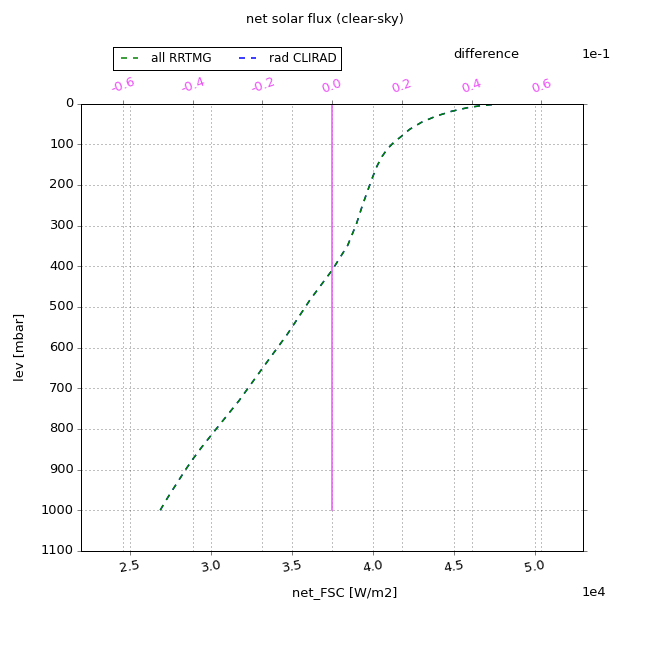 net solar flux (clear-sky)
all RRTMG rad CLIRAD difference 1e-1
-0.6 -0.4 -0.2 0.0 0.2 0.4 0.6
0
100
200
300
400
500
600
700
800
900
1000
1100
lev [mbar]
2.5 3.0 3.5 4.0 4.5 5.0
net_FSC [W/m2] 1e4